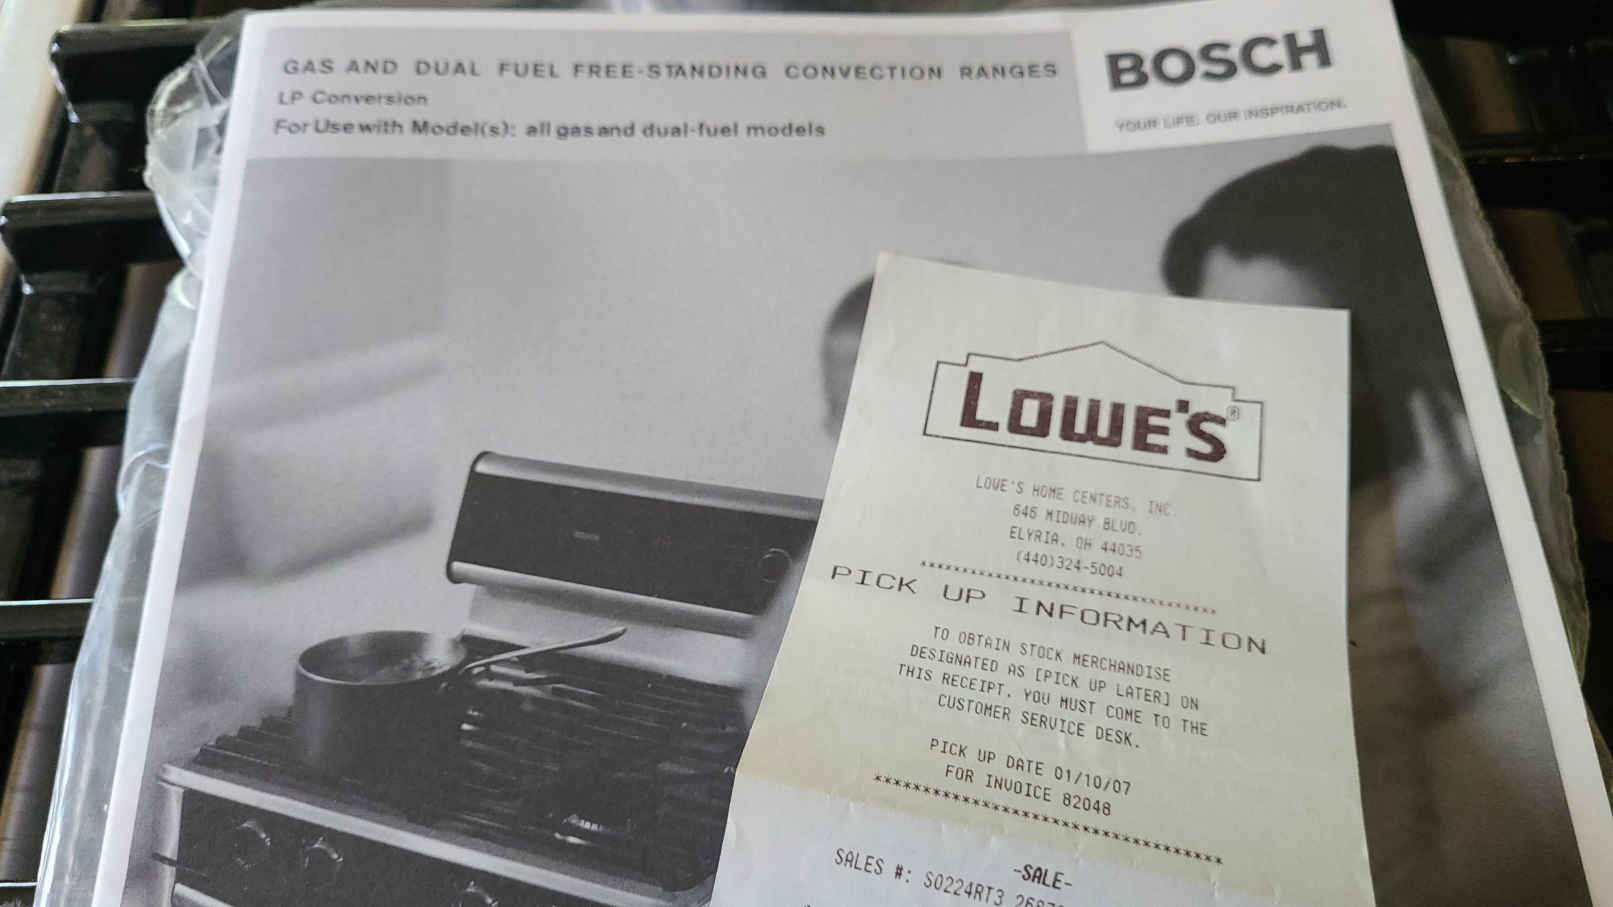 GAS AND DUAL FUEL FREE-STANDING CONVECTION RANGES
LP Conversion
For Use with Model(s): all gas and dual-fuel models
BOSCH
YOUR LIFE. OUR INSPIRATION.
LOWE'S®
LOWE'S HOME CENTERS, INC.
646 MIDWAY BLVD.
ELYRIA, OH 44035
(440)324-5004
PICK UP INFORMATION
TO OBTAIN STOCK MERCHANDISE
DESIGNATED AS [PICK UP LATER] ON
THIS RECEIPT, YOU MUST COME TO THE
CUSTOMER SERVICE DESK.
PICK UP DATE 01/10/07
FOR INVOICE 82048
-SALE-
SALES #: S0224RT3